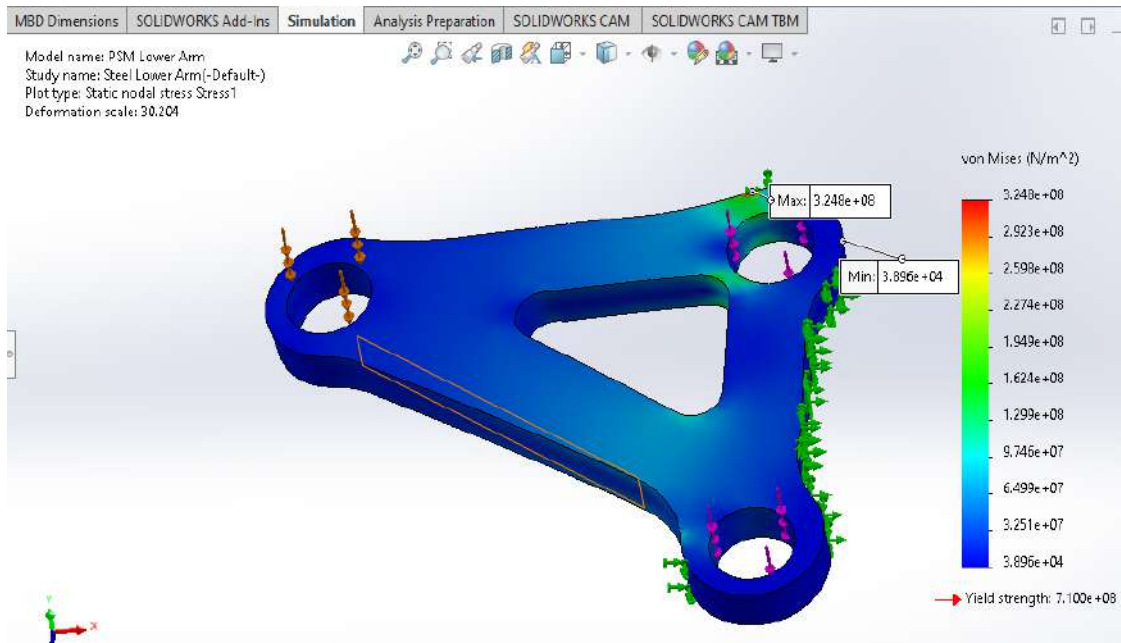 MBD Dimensions SOLIDWORKS Add-Ins Simulation Analysis Preparation SOLIDWORKS CAM SOLIDWORKS CAM TBM
Model name: PSM Lower Arm
Study name: Steel Lower Arm(-Default-)
Plot type: Static nodal stress Stress1
Deformation scale: 30.204
von Mises (N/m^2)
Max: 3.248e+08
Min: 3.896e+04
3.248e+08
2.923e+08
2.598e+08
2.274e+08
1.949e+08
1.624e+08
1.299e+08
9.746e+07
6.499e+07
3.251e+07
3.896e+04
Yield strength: 7.100e+08
Y
X